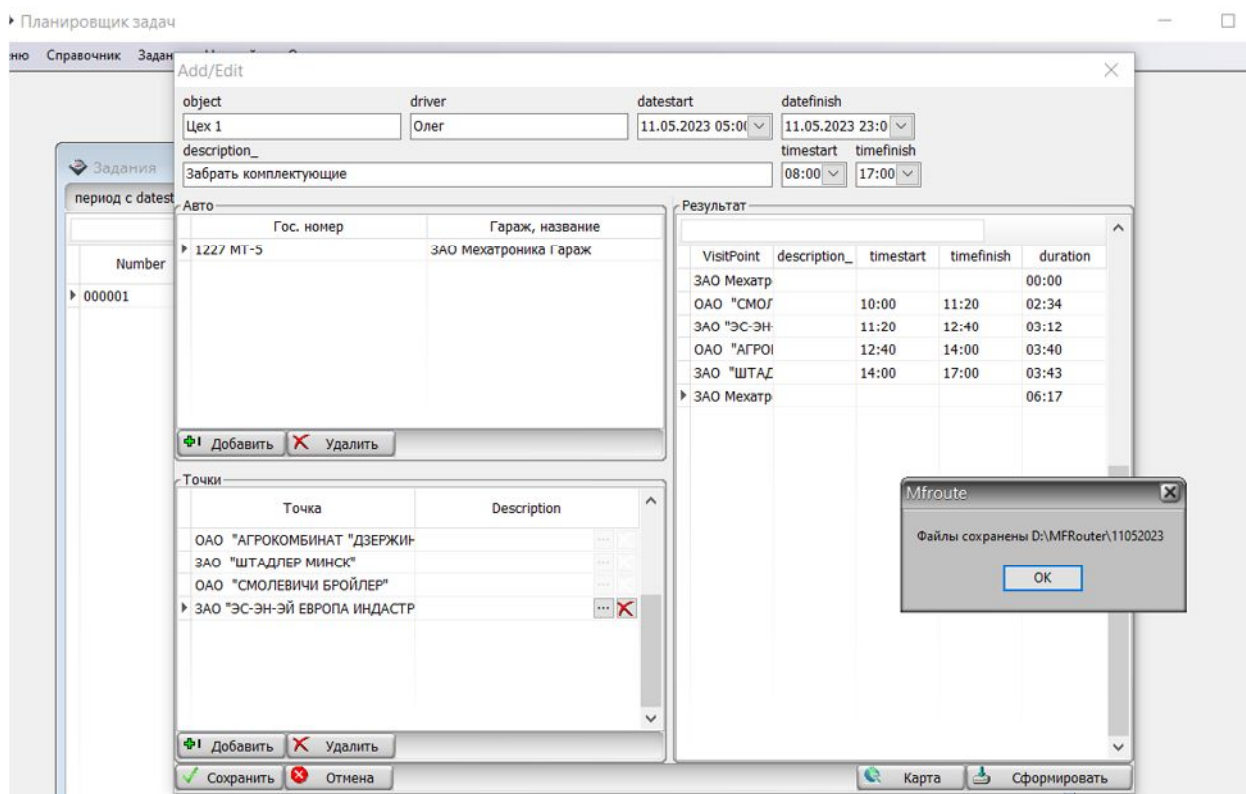 Планировщик задач
ню Справочник Задан
Add/Edit
object driver datestart datefinish
Цех 1 Олег 11.05.2023 05:0( 11.05.2023 23:0
description_ timestart timefinish
Забрать комплектующие 08:00 17:00
Задания
период с datest
Number
000001
Авто
Гос. номер Гараж, название
1227 МТ-5 ЗАО Мехатроника Гараж
Добавить Удалить
Точки
Точка Description
ОАО "АГРОКОМБИНАТ "ДЗЕРЖИН
ЗАО "ШТАДЛЕР МИНСК"
ОАО "СМОЛЕВИЧИ БРОЙЛЕР"
ЗАО "ЭС-ЭН-ЭЙ ЕВРОПА ИНДАСТР ...
Добавить Удалить
Сохранить Отмена
Результат
VisitPoint description_ timestart timefinish duration
ЗАО Мехатр 00:00
ОАО "СМОЛ 10:00 11:20 02:34
ЗАО "ЭС-ЭН- 11:20 12:40 03:12
ОАО "АГРО 12:40 14:00 03:40
ЗАО "ШТАД 14:00 17:00 03:43
ЗАО Мехатр 06:17
Mfroute
Файлы сохранены D:\MFRouter\11052023
OK
Карта Сформировать